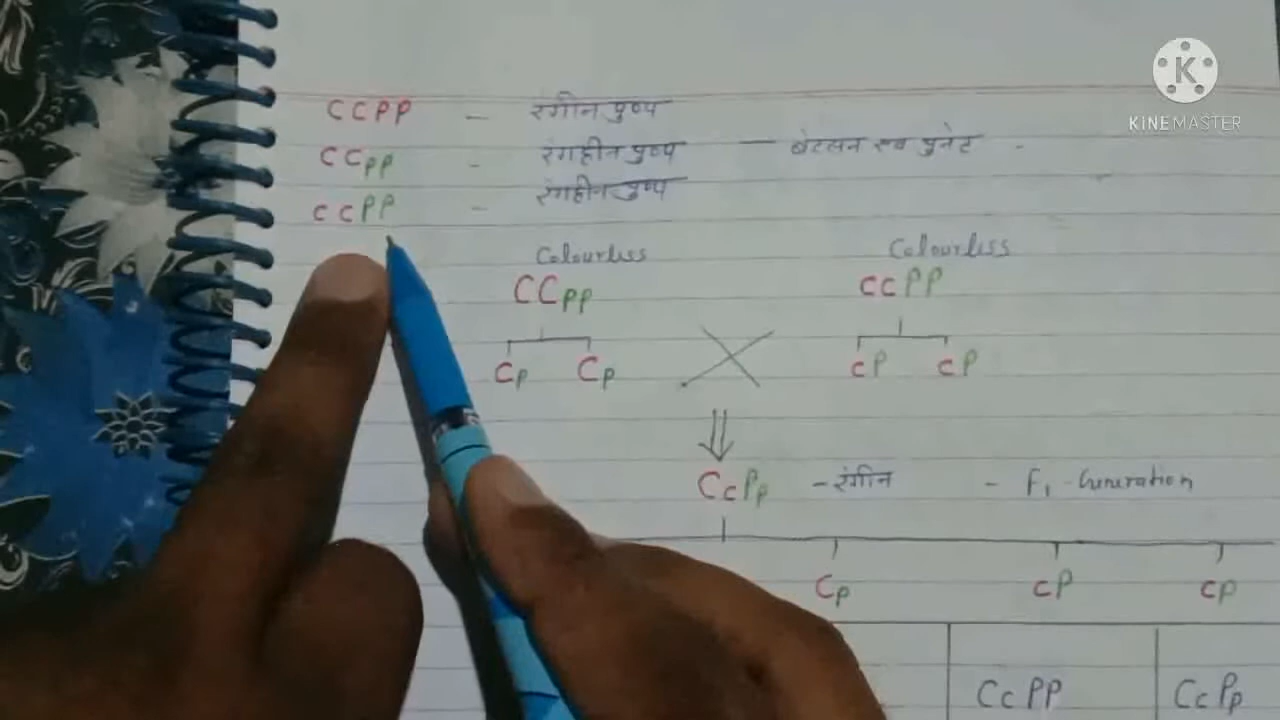 CCPP – रंगीन पुष्प
KINEMASTER
CCpp – रंगहीन पुष्प – बेटसन एवं पुनेट -
ccPP – रंगहीन पुष्प
Colourless Colourless
CCpp ccPP
Cp Cp cP cP
CcPp – रंगीन – F1 - Generation
Cp cP cp
CcPP CcPp